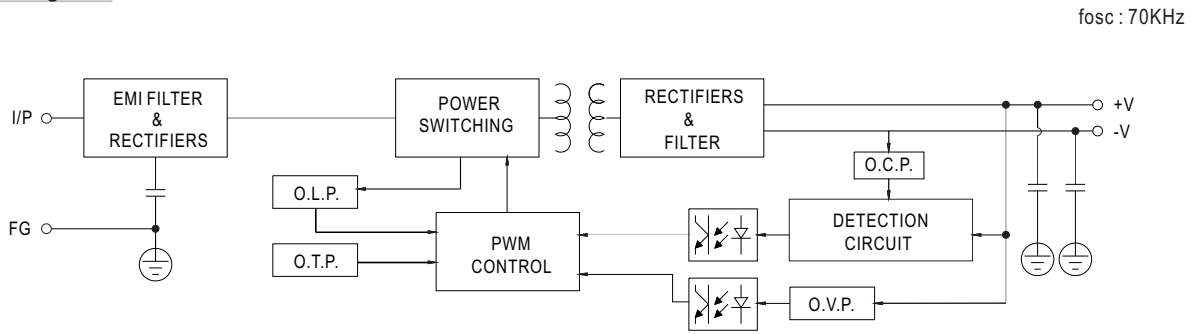 fosc : 70KHz
I/P
EMI FILTER
&
RECTIFIERS
POWER
SWITCHING
RECTIFIERS
&
FILTER
+V
-V
O.C.P.
O.L.P.
FG
PWM
CONTROL
DETECTION
CIRCUIT
O.T.P.
O.V.P.